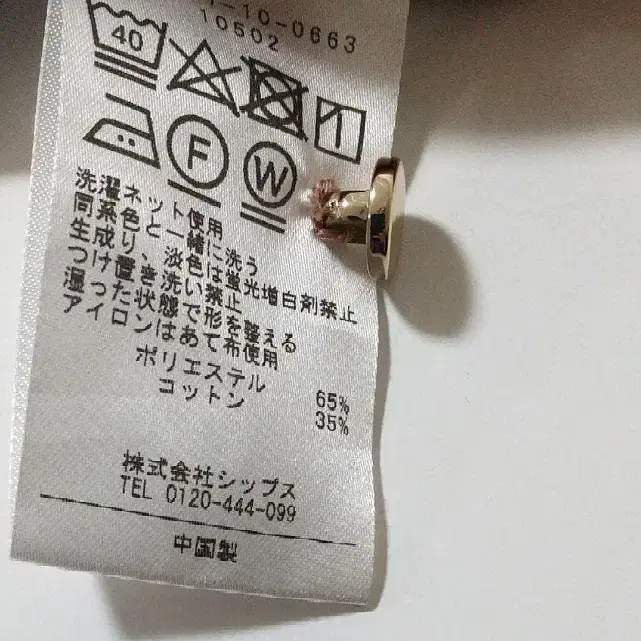 1-10-0663
10502
40
F
W
洗濯ネット使用
同系色と一緒に洗う
生成り、淡色は蛍光増白剤禁止
つけ置き洗い禁止
湿った状態で形を整える
アイロンはあて布使用
ポリエステル 65%
コットン 35%
株式会社シップス
TEL 0120-444-099
中国製